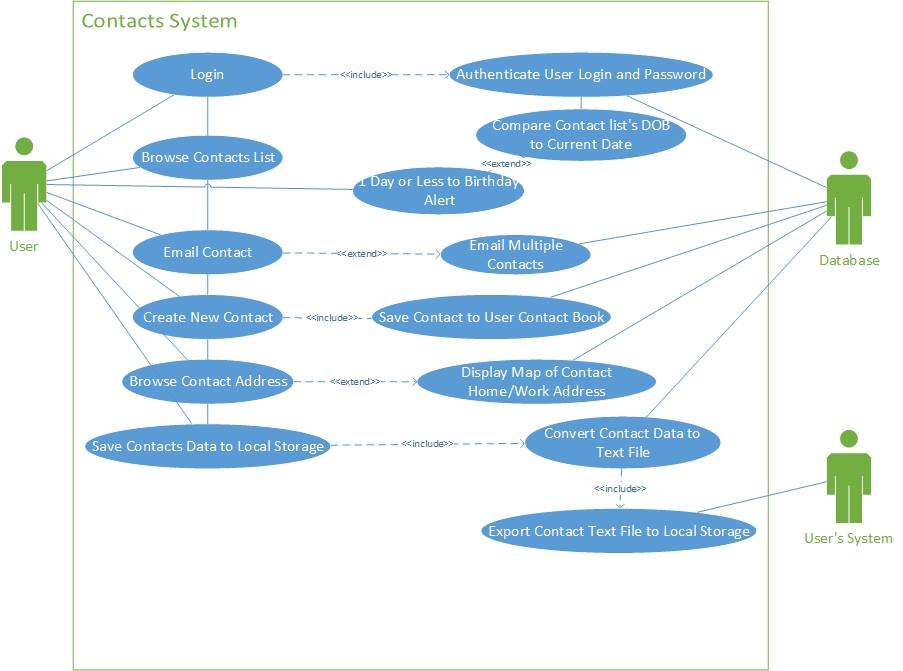 Contacts System
Login
<<include>>
Authenticate User Login and Password
Compare Contact list's DOB
to Current Date
Browse Contacts List
<<extend>>
1 Day or Less to Birthday
Alert
User
Database
Email Contact
<<extend>>
Email Multiple
Contacts
Create New Contact
<<include>>
Save Contact to User Contact Book
Browse Contact Address
<<extend>>
Display Map of Contact
Home/Work Address
Save Contacts Data to Local Storage
<<include>>
Convert Contact Data to
Text File
<<include>>
Export Contact Text File to Local Storage
User's System